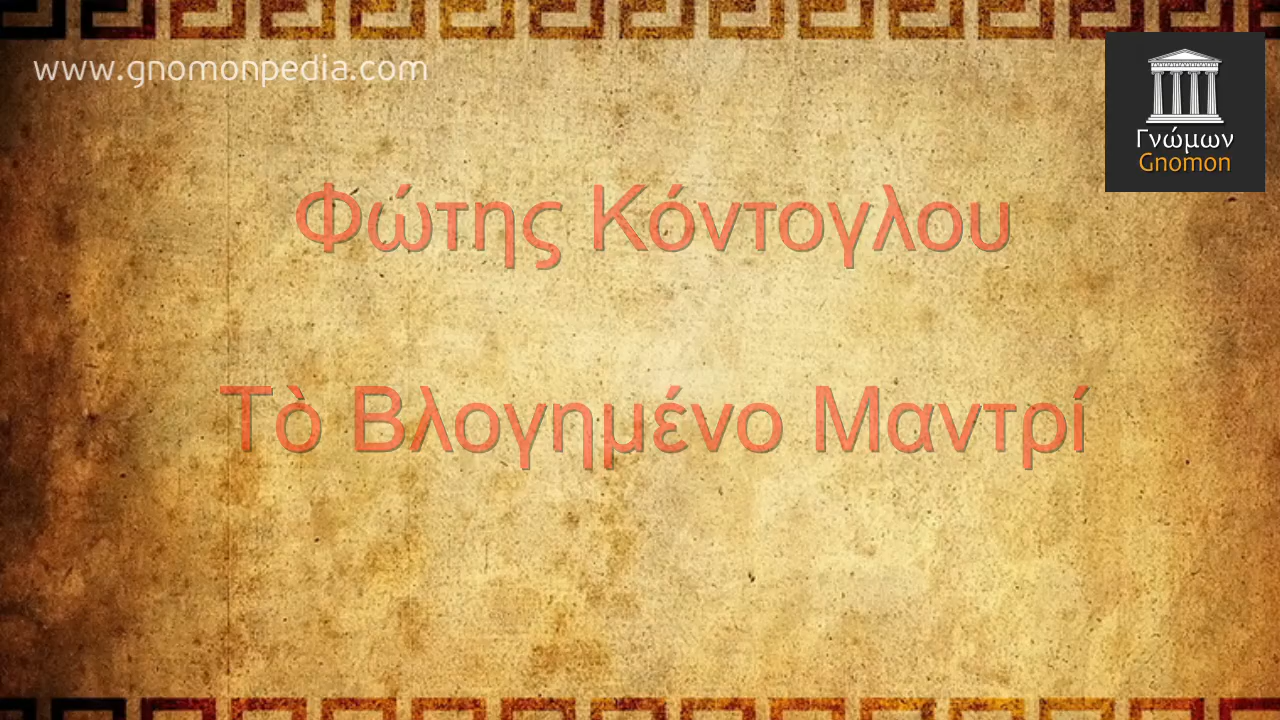 www.gnomonpedia.com
Γνώμων
Gnomon
Φώτης Κόντογλου
Τὸ Βλογημένο Μαντρί